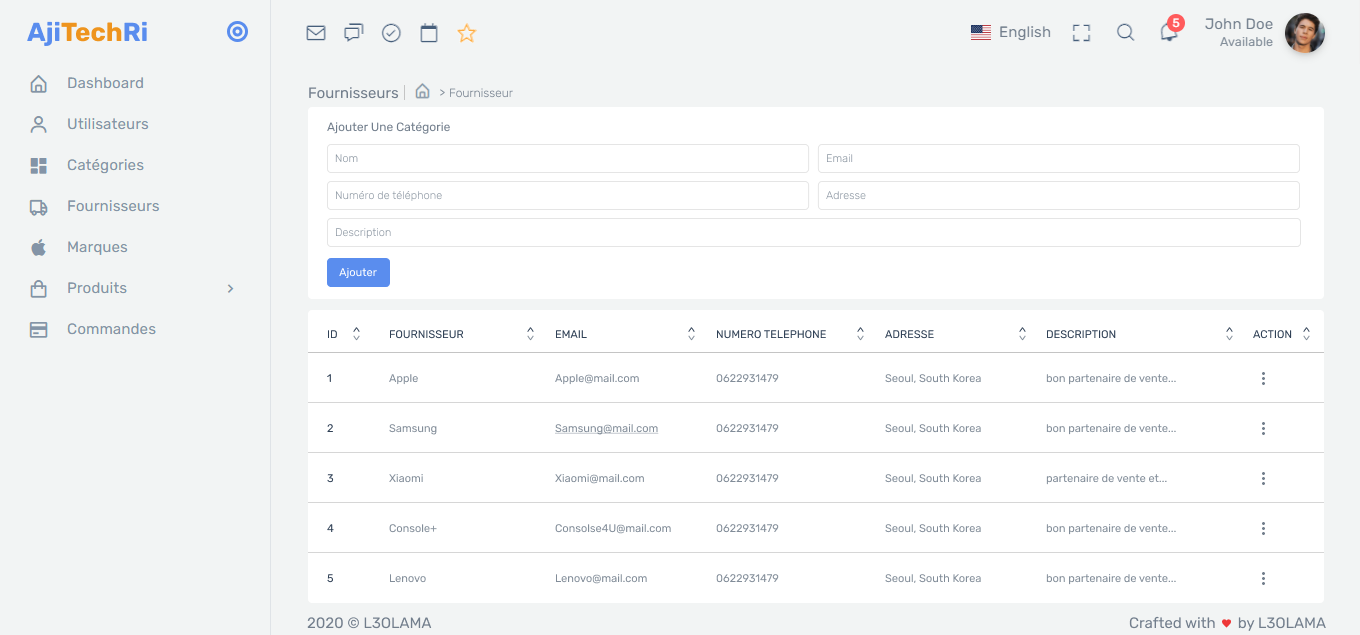 AjiTechRi
Dashboard
Utilisateurs
Catégories
Fournisseurs
Marques
Produits
Commandes
English
5
John Doe
Available
Fournisseurs | > Fournisseur
Ajouter Une Catégorie
Nom Email
Numéro de téléphone Adresse
Description
Ajouter
ID FOURNISSEUR EMAIL NUMERO TELEPHONE ADRESSE DESCRIPTION ACTION
1 Apple Apple@mail.com 0622931479 Seoul, South Korea bon partenaire de vente...
2 Samsung Samsung@mail.com 0622931479 Seoul, South Korea bon partenaire de vente...
3 Xiaomi Xiaomi@mail.com 0622931479 Seoul, South Korea partenaire de vente et...
4 Console+ Consolse4U@mail.com 0622931479 Seoul, South Korea bon partenaire de vente...
5 Lenovo Lenovo@mail.com 0622931479 Seoul, South Korea bon partenaire de vente...
2020 © L3OLAMA Crafted with ♥ by L3OLAMA